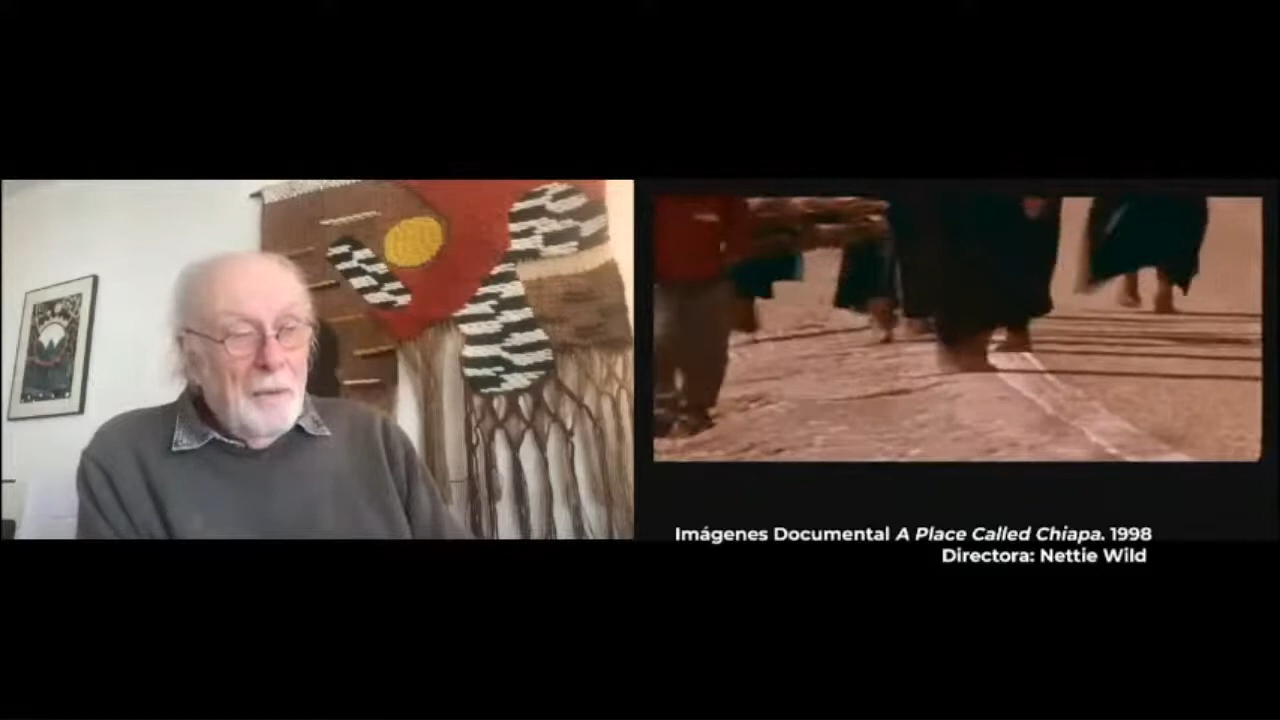 Imágenes Documental A Place Called Chiapa. 1998
Directora: Nettie Wild